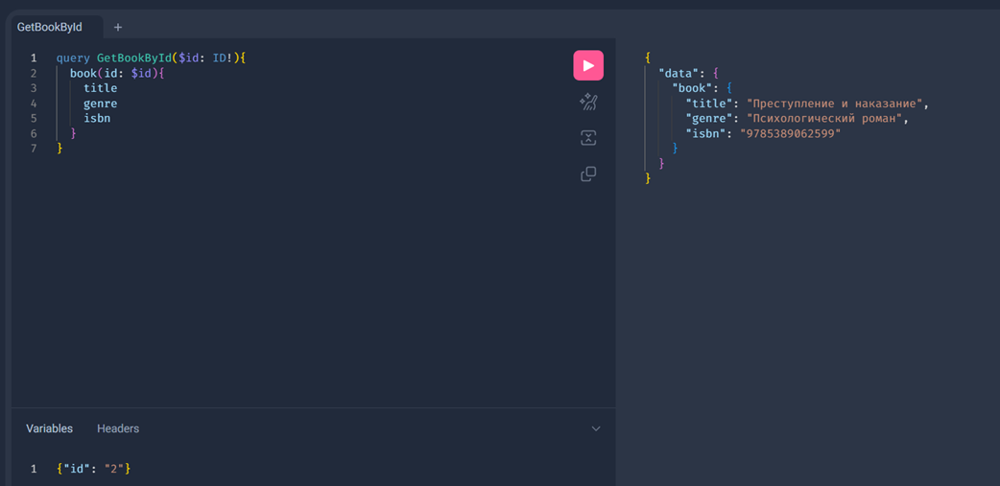 GetBookById +
1 query GetBookById($id: ID!){
2 book(id: $id){
3 title
4 genre
5 isbn
6 }
7 }
{
"data": {
"book": {
"title": "Преступление и наказание",
"genre": "Психологический роман",
"isbn": "9785389062599"
}
}
}
Variables Headers
1 {"id": "2"}